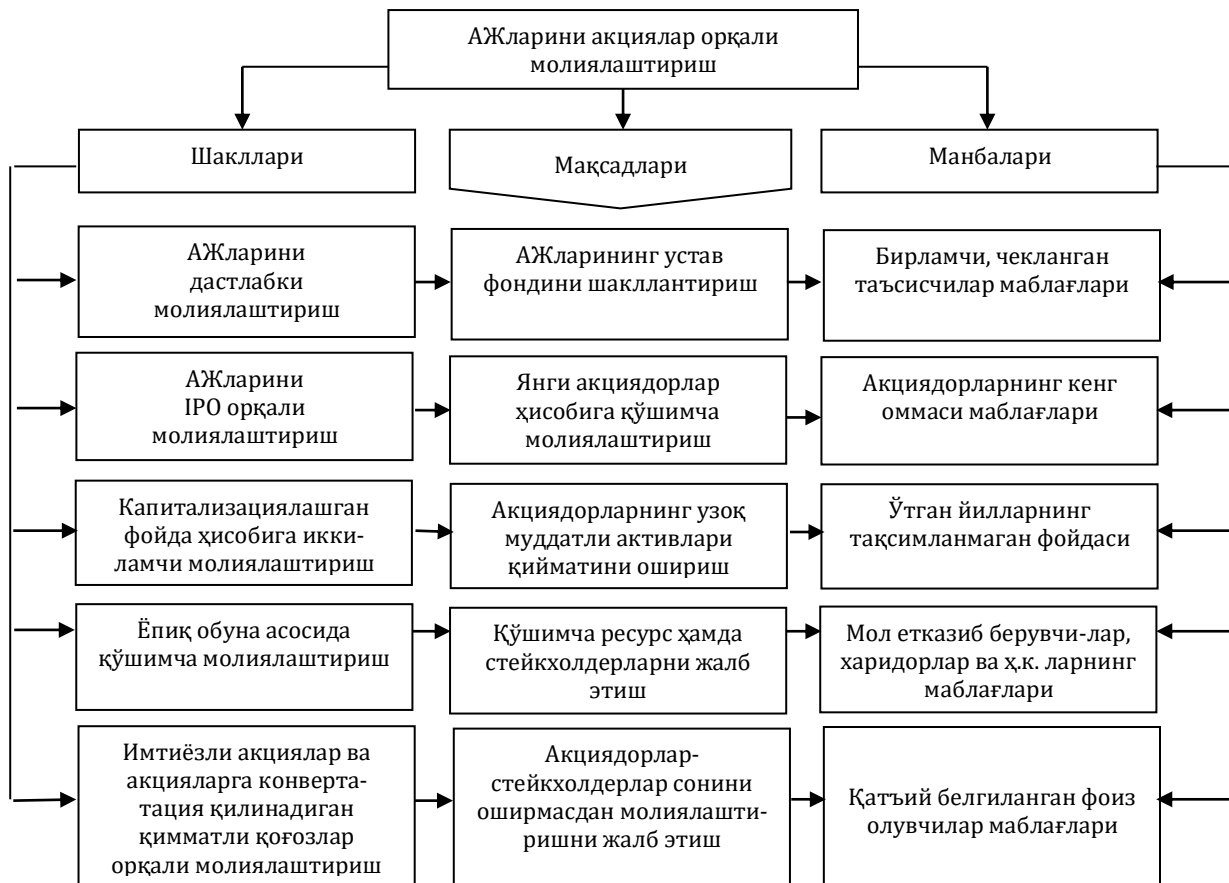 АЖларини акциялар орқали
молиялаштириш
Шакллари
Мақсадлари
Манбалари
АЖларини
дастлабки
молиялаштириш
АЖларининг устав
фондини шакллантириш
Бирламчи, чекланган
таъсисчилар маблағлари
АЖларини
IPO орқали
молиялаштириш
Янги акциядорлар
ҳисобига қўшимча
молиялаштириш
Акциядорларнинг кенг
оммаси маблағлари
Капитализациялашган
фойда ҳисобига икки-
ламчи молиялаштириш
Акциядорларнинг узоқ
муддатли активлари
қийматини ошириш
Ўтган йилларнинг
тақсимланмаган фойдаси
Ёпиқ обуна асосида
қўшимча молиялаштириш
Қўшимча ресурс ҳамда
стейкхолдерларни жалб
этиш
Мол етказиб берувчи-лар,
харидорлар ва ҳ.к. ларнинг
маблағлари
Имтиёзли акциялар ва
акцияларга конверта-
тация қилинадиган
қимматли қоғозлар
орқали молиялаштириш
Акциядорлар-
стейкхолдерлар сонини
оширмасдан молиялашти-
ришни жалб этиш
Қатъий белгиланган фоиз
олувчилар маблағлари